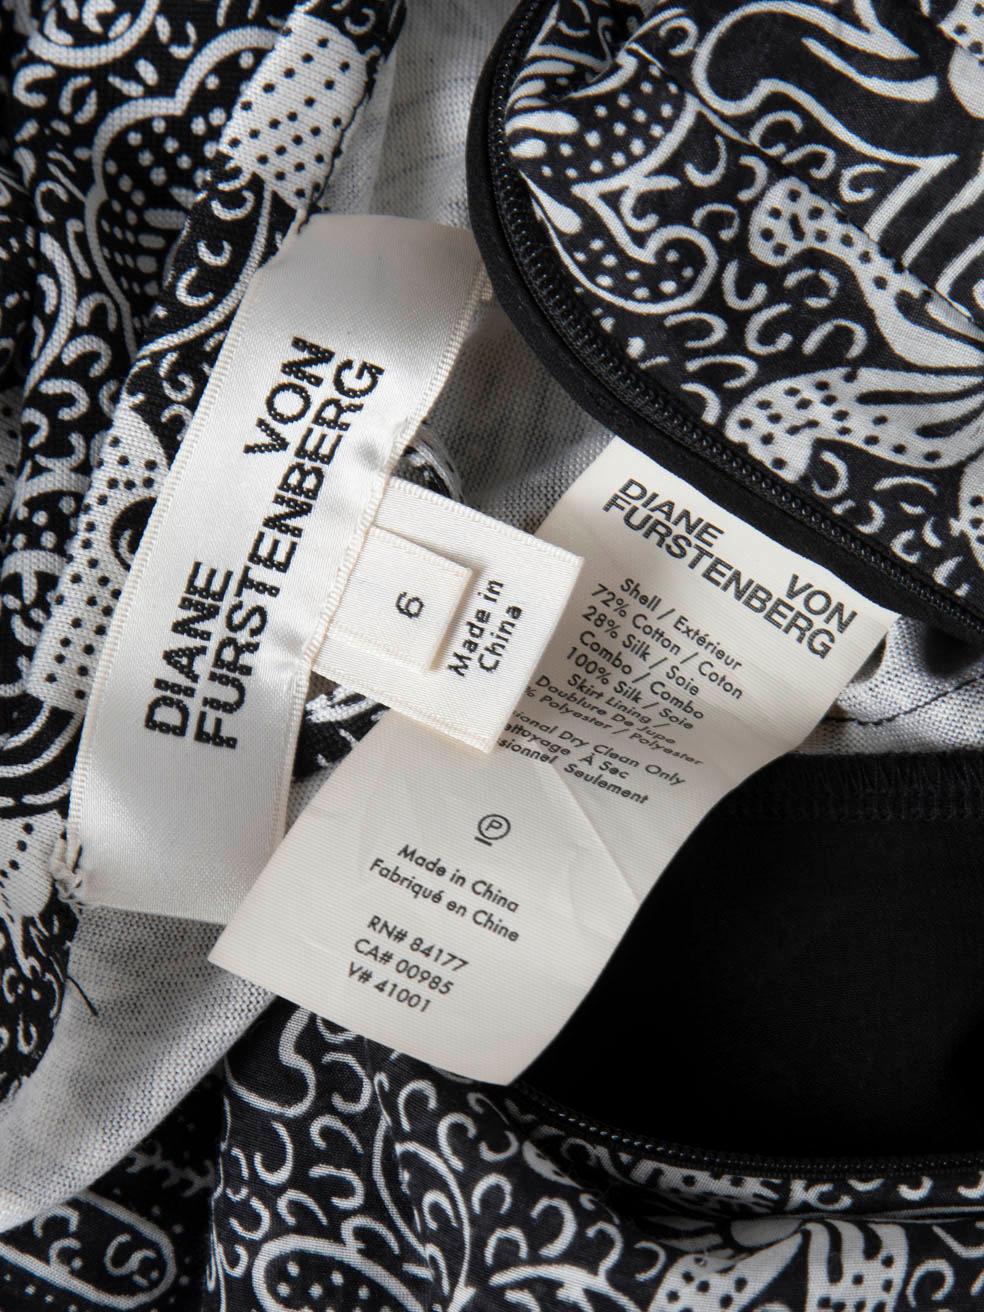 DIANE VON
FURSTENBERG
6
Made in
China
DIANE VON
FURSTENBERG
Shell / Extérieur
72% Cotton / Coton
28% Silk / Soie
Combo / Combo
100% Silk / Soie
Skirt Lining /
Doublure De Jupe
% Polyester / Polyester
Dry Clean Only
À Sec
Seulement
P
Made in China
Fabriqué en Chine
RN# 84177
CA# 00985
V# 41001